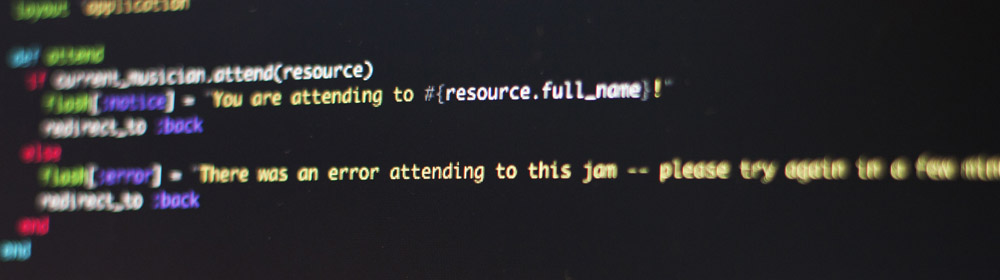 layout 'application'
def attend
if current_musician.attend(resource)
flash[:notice] = "You are attending to #{resource.full_name}!"
redirect_to :back
else
flash[:error] = "There was an error attending to this jam -- please try again in a few
redirect_to :back
end
end